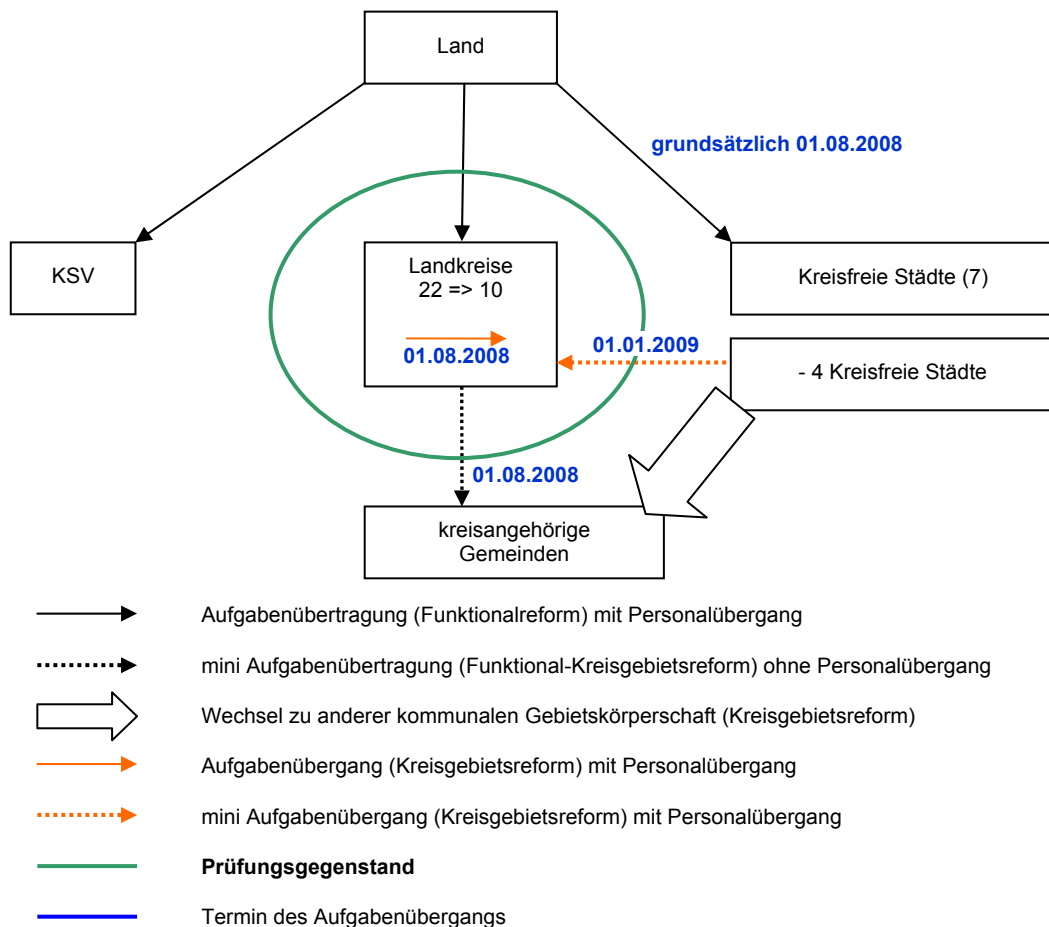 Land
grundsätzlich 01.08.2008
KSV
Landkreise
22 => 10
01.08.2008
Kreisfreie Städte (7)
01.01.2009
- 4 Kreisfreie Städte
01.08.2008
kreisangehörige
Gemeinden
Aufgabenübertragung (Funktionalreform) mit Personalübergang
mini Aufgabenübertragung (Funktional-Kreisgebietsreform) ohne Personalübergang
Wechsel zu anderer kommunalen Gebietskörperschaft (Kreisgebietsreform)
Aufgabenübergang (Kreisgebietsreform) mit Personalübergang
mini Aufgabenübergang (Kreisgebietsreform) mit Personalübergang
Prüfungsgegenstand
Termin des Aufgabenübergangs